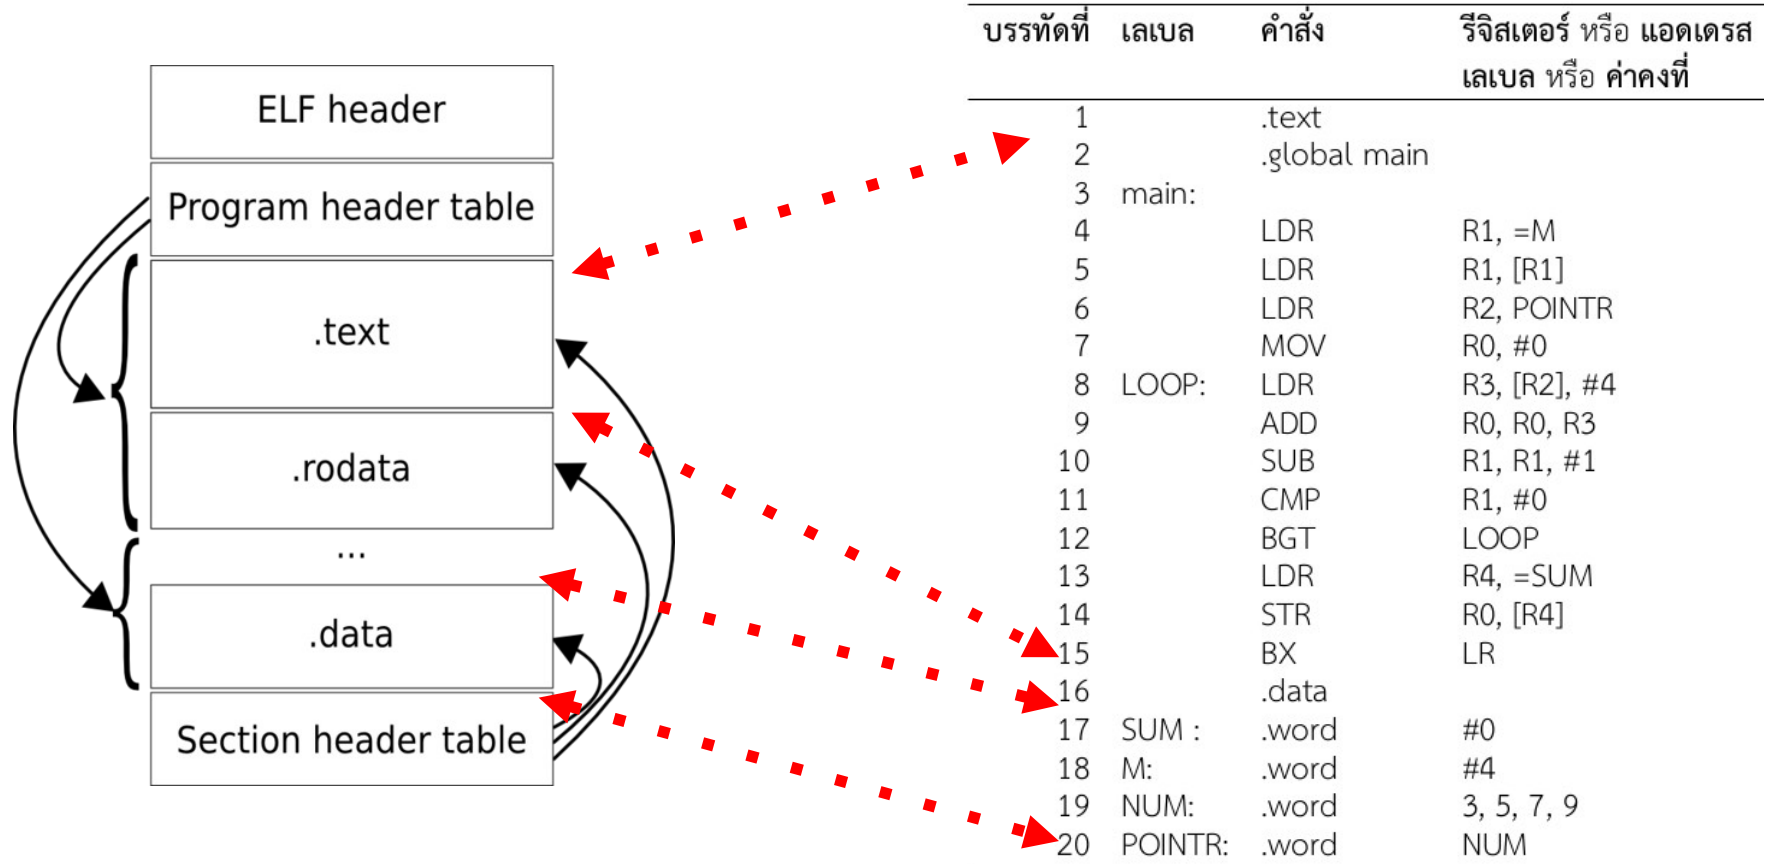 ELF header
Program header table
.text
.rodata
...
.data
Section header table
บรรทัดที่ เลเบล คำสั่ง รีจิสเตอร์ หรือ แอดเดรส
เลเบล หรือ ค่าคงที่
1 .text
2 .global main
3 main:
4 LDR R1, =M
5 LDR R1, [R1]
6 LDR R2, POINTR
7 MOV R0, #0
8 LOOP: LDR R3, [R2], #4
9 ADD R0, R0, R3
10 SUB R1, R1, #1
11 CMP R1, #0
12 BGT LOOP
13 LDR R4, =SUM
14 STR R0, [R4]
15 BX LR
16 .data
17 SUM : .word #0
18 M: .word #4
19 NUM: .word 3, 5, 7, 9
20 POINTR: .word NUM